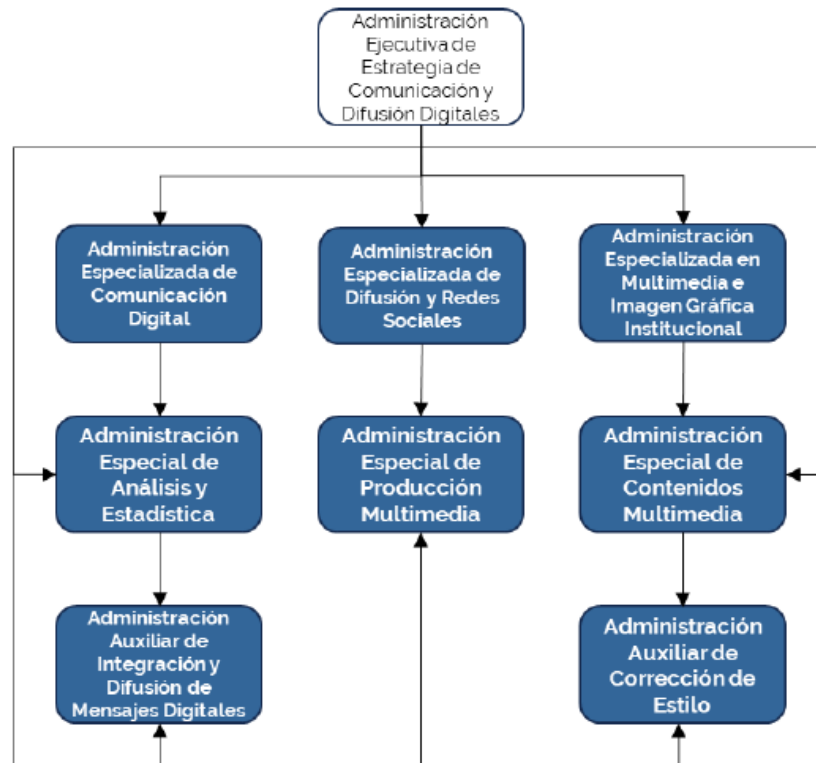 Administración
Ejecutiva de
Estrategia de
Comunicación y
Difusión Digitales
Administración
Especializada de
Comunicación
Digital
Administración
Especializada de
Difusión y Redes
Sociales
Administración
Especializada en
Multimedia e
Imagen Gráfica
Institucional
Administración
Especial de
Análisis y
Estadística
Administración
Especial de
Producción
Multimedia
Administración
Especial de
Contenidos
Multimedia
Administración
Auxiliar de
Integración y
Difusión de
Mensajes Digitales
Administración
Auxiliar de
Corrección de
Estilo